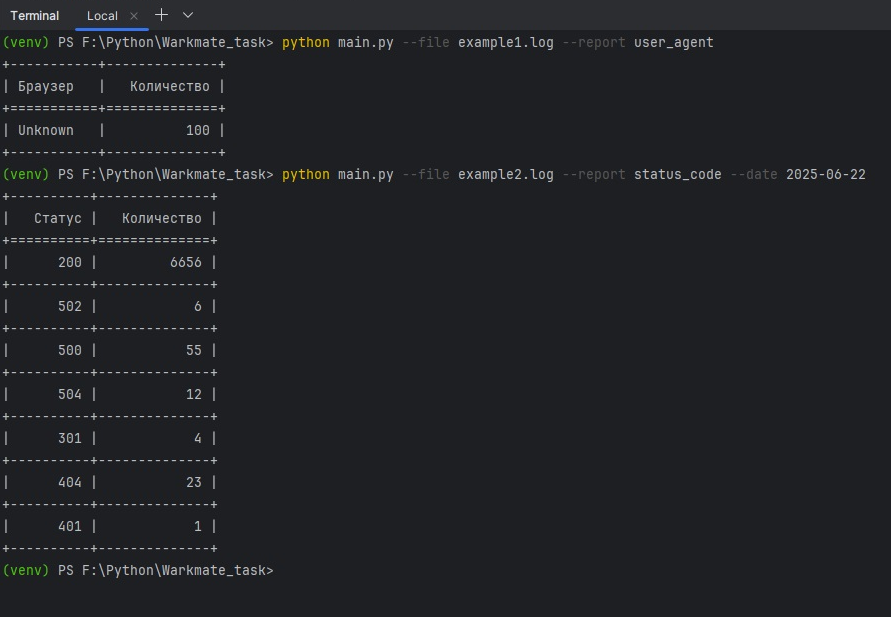 Terminal Local × + ⌄
(venv) PS F:\Python\Warkmate_task> python main.py --file example1.log --report user_agent
+-----------+--------------+
| Браузер   |   Количество |
+===========+==============+
| Unknown   |          100 |
+-----------+--------------+
(venv) PS F:\Python\Warkmate_task> python main.py --file example2.log --report status_code --date 2025-06-22
+----------+--------------+
|   Статус |   Количество |
+==========+==============+
|      200 |         6656 |
+----------+--------------+
|      502 |            6 |
+----------+--------------+
|      500 |           55 |
+----------+--------------+
|      504 |           12 |
+----------+--------------+
|      301 |            4 |
+----------+--------------+
|      404 |           23 |
+----------+--------------+
|      401 |            1 |
+----------+--------------+
(venv) PS F:\Python\Warkmate_task>